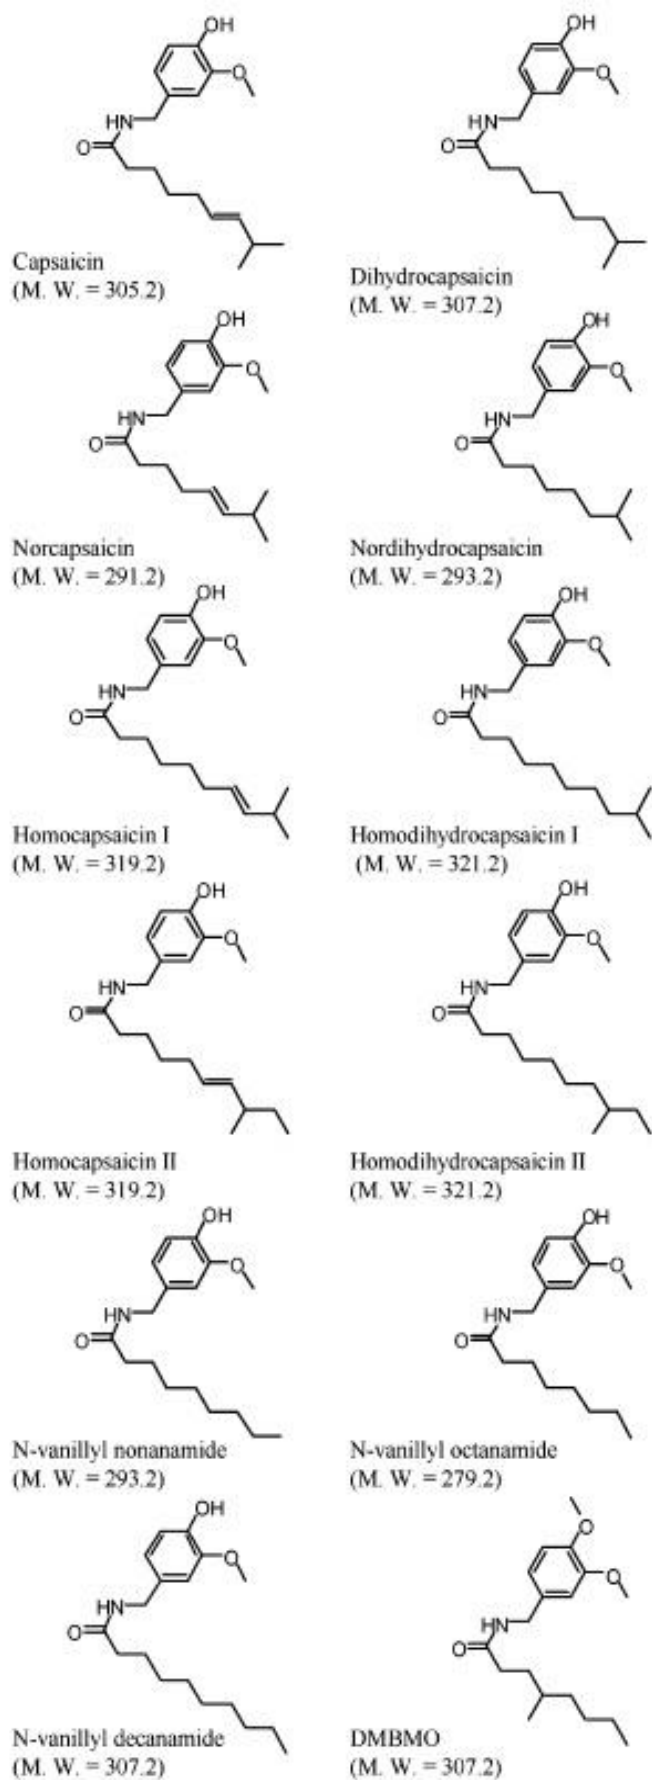 OH
O
HN
O
Capsaicin
(M. W. = 305.2)
OH
O
HN
O
Dihydrocapsaicin
(M. W. = 307.2)
OH
O
HN
O
Norcapsaicin
(M. W. = 291.2)
OH
O
HN
O
Nordihydrocapsaicin
(M. W. = 293.2)
OH
O
HN
O
Homocapsaicin I
(M. W. = 319.2)
OH
O
HN
O
Homodihydrocapsaicin I
(M. W. = 321.2)
OH
O
HN
O
Homocapsaicin II
(M. W. = 319.2)
OH
O
HN
O
Homodihydrocapsaicin II
(M. W. = 321.2)
OH
O
HN
O
N-vanillyl nonanamide
(M. W. = 293.2)
OH
O
HN
O
N-vanillyl octanamide
(M. W. = 279.2)
OH
O
HN
O
N-vanillyl decanamide
(M. W. = 307.2)
O
O
HN
O
DMBMO
(M. W. = 307.2)